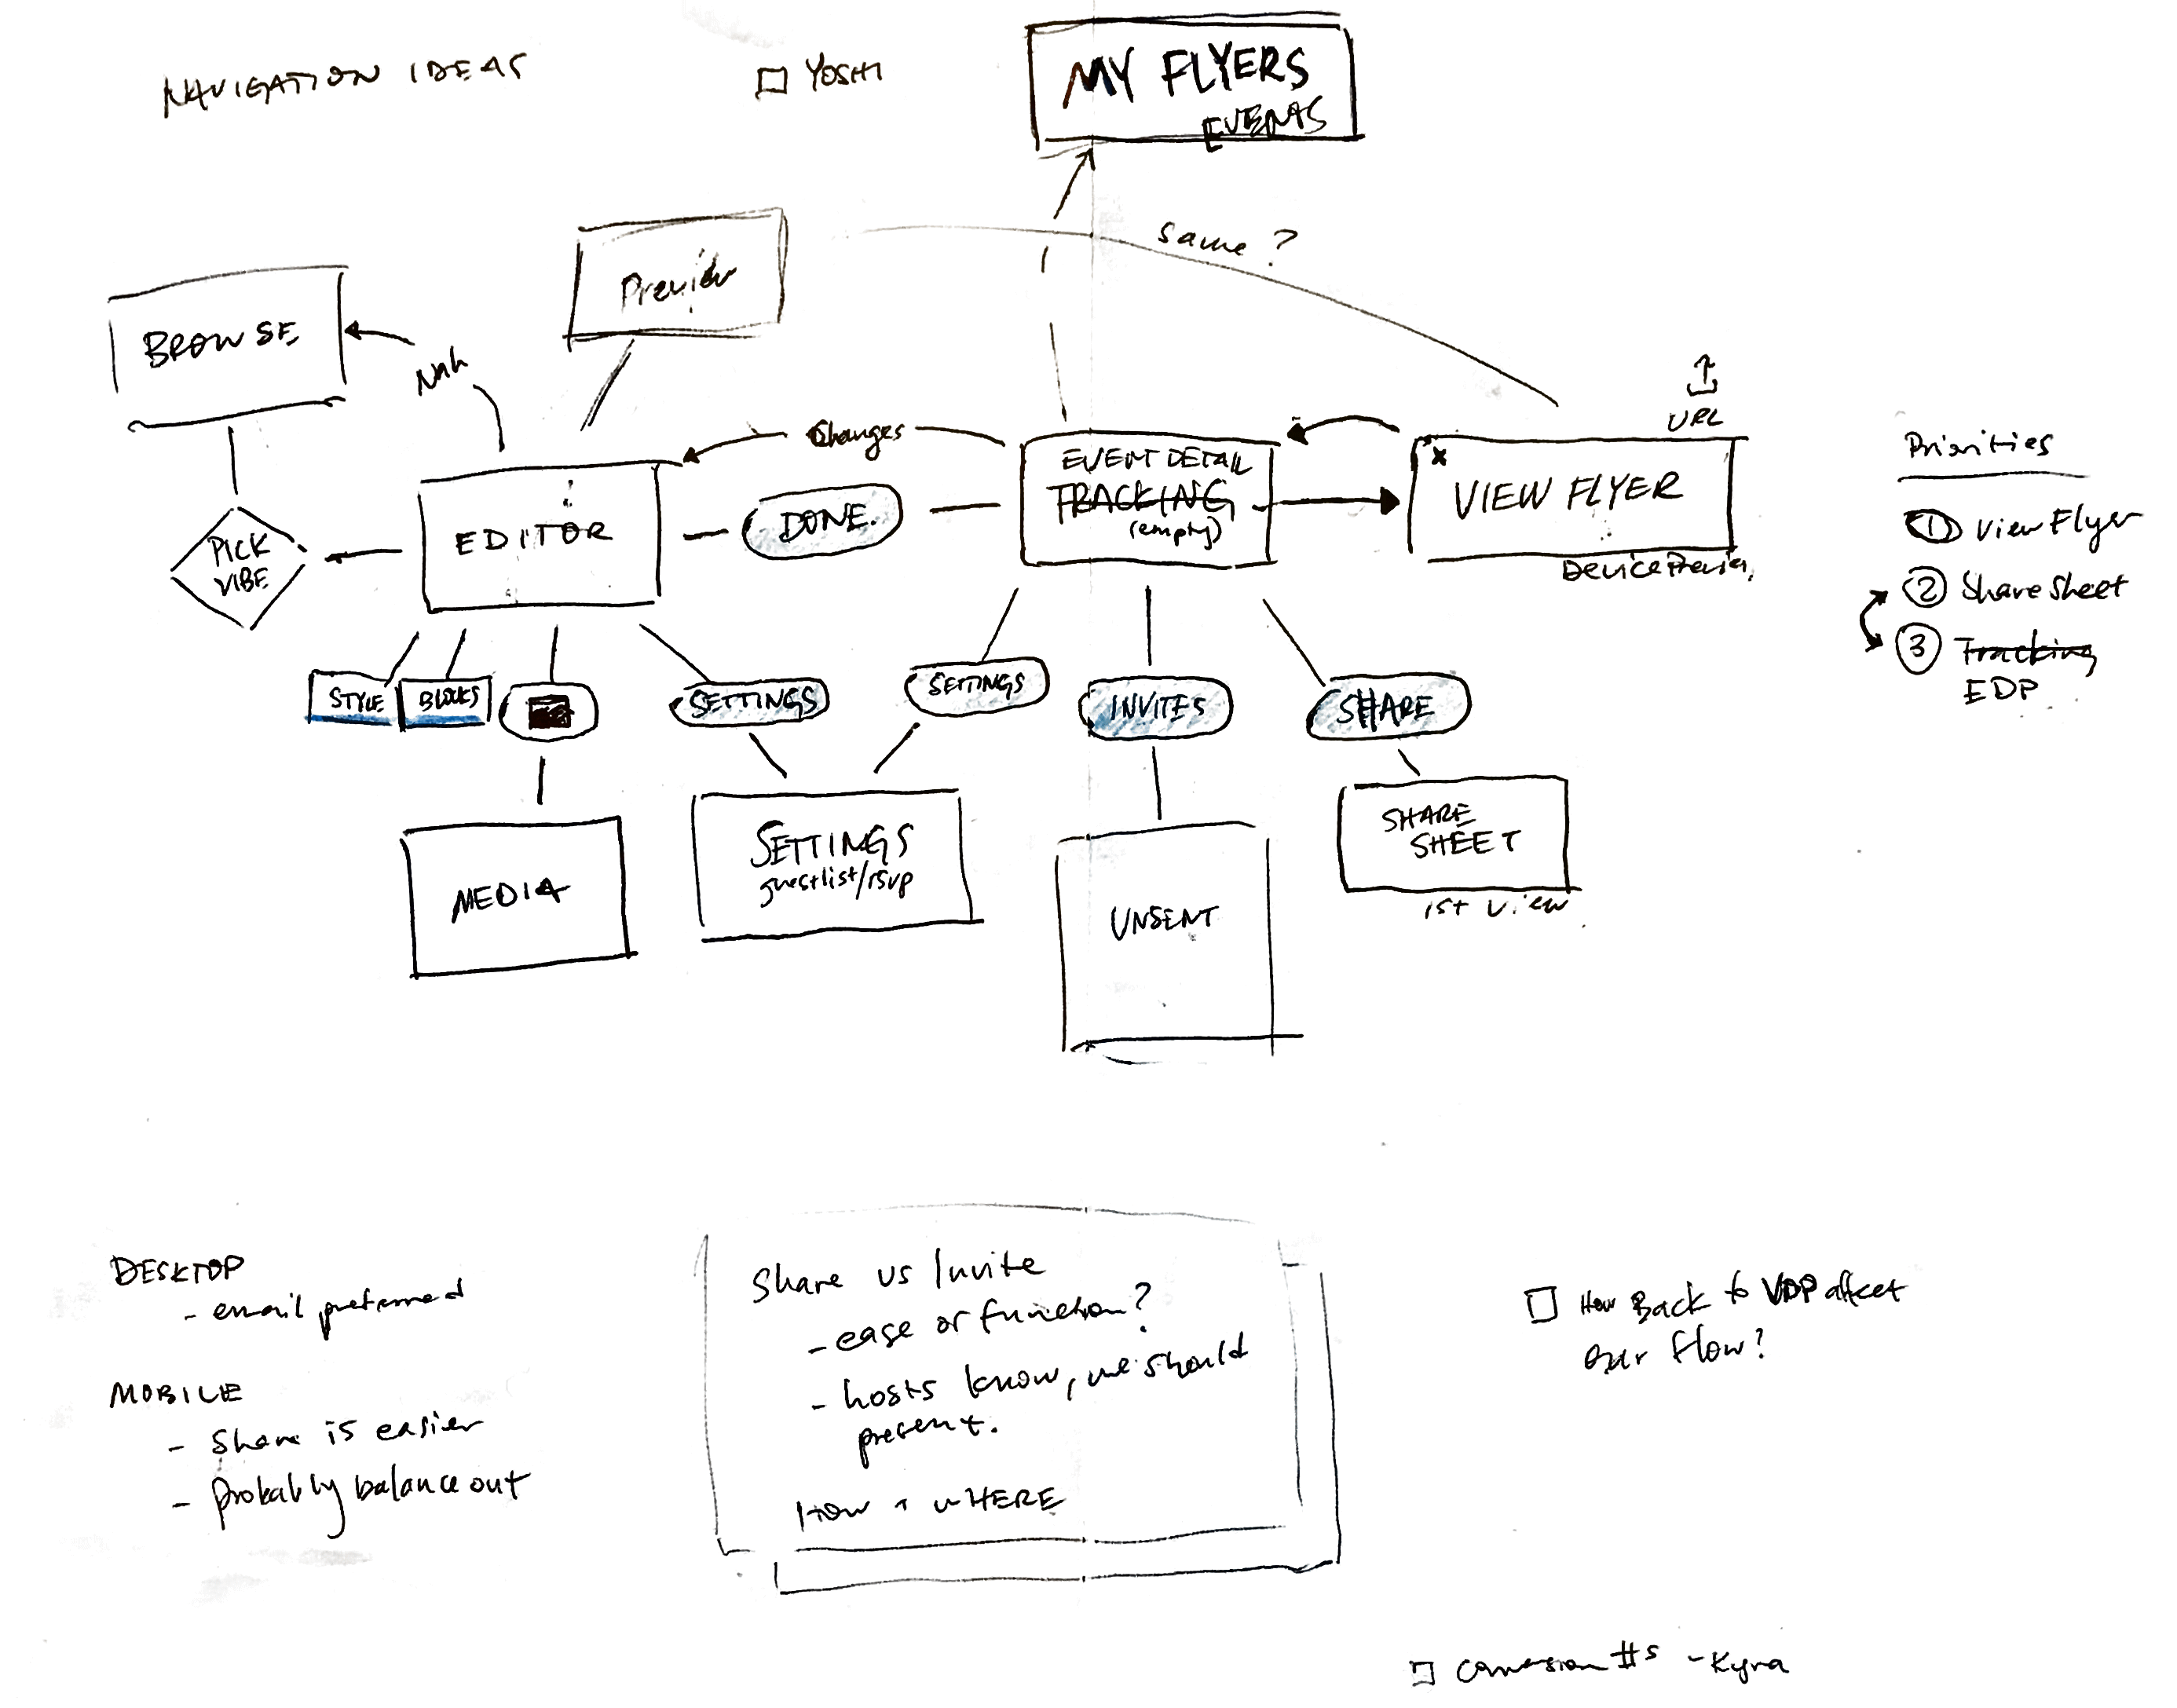 NAVIGATION IDEAS
YOSHI
MY FLYERS
EVENTS
Preview
same?
BROWSE
Nah
URL
Changes
EDITOR
DONE.
EVENT DETAIL
TRACKING
(empty)
x
VIEW FLYER
Device Preview
PICK
VIBE
Priorities
1 View Flyer
2 Share Sheet
3 Tracking
EDP
STYLE
BLOCKS
SETTINGS
SETTINGS
INVITES
SHARE
MEDIA
SETTINGS
guestlist/rsvp
UNSENT
SHARE
SHEET
1st view
DESKTOP
- email preferred
MOBILE
- Share is easier
- probably balance out
Share vs Invite
- ease or function?
- hosts know, we should
present.
HOW + WHERE
How Back to VDP affect
our flow?
Conversion #s - Kyra